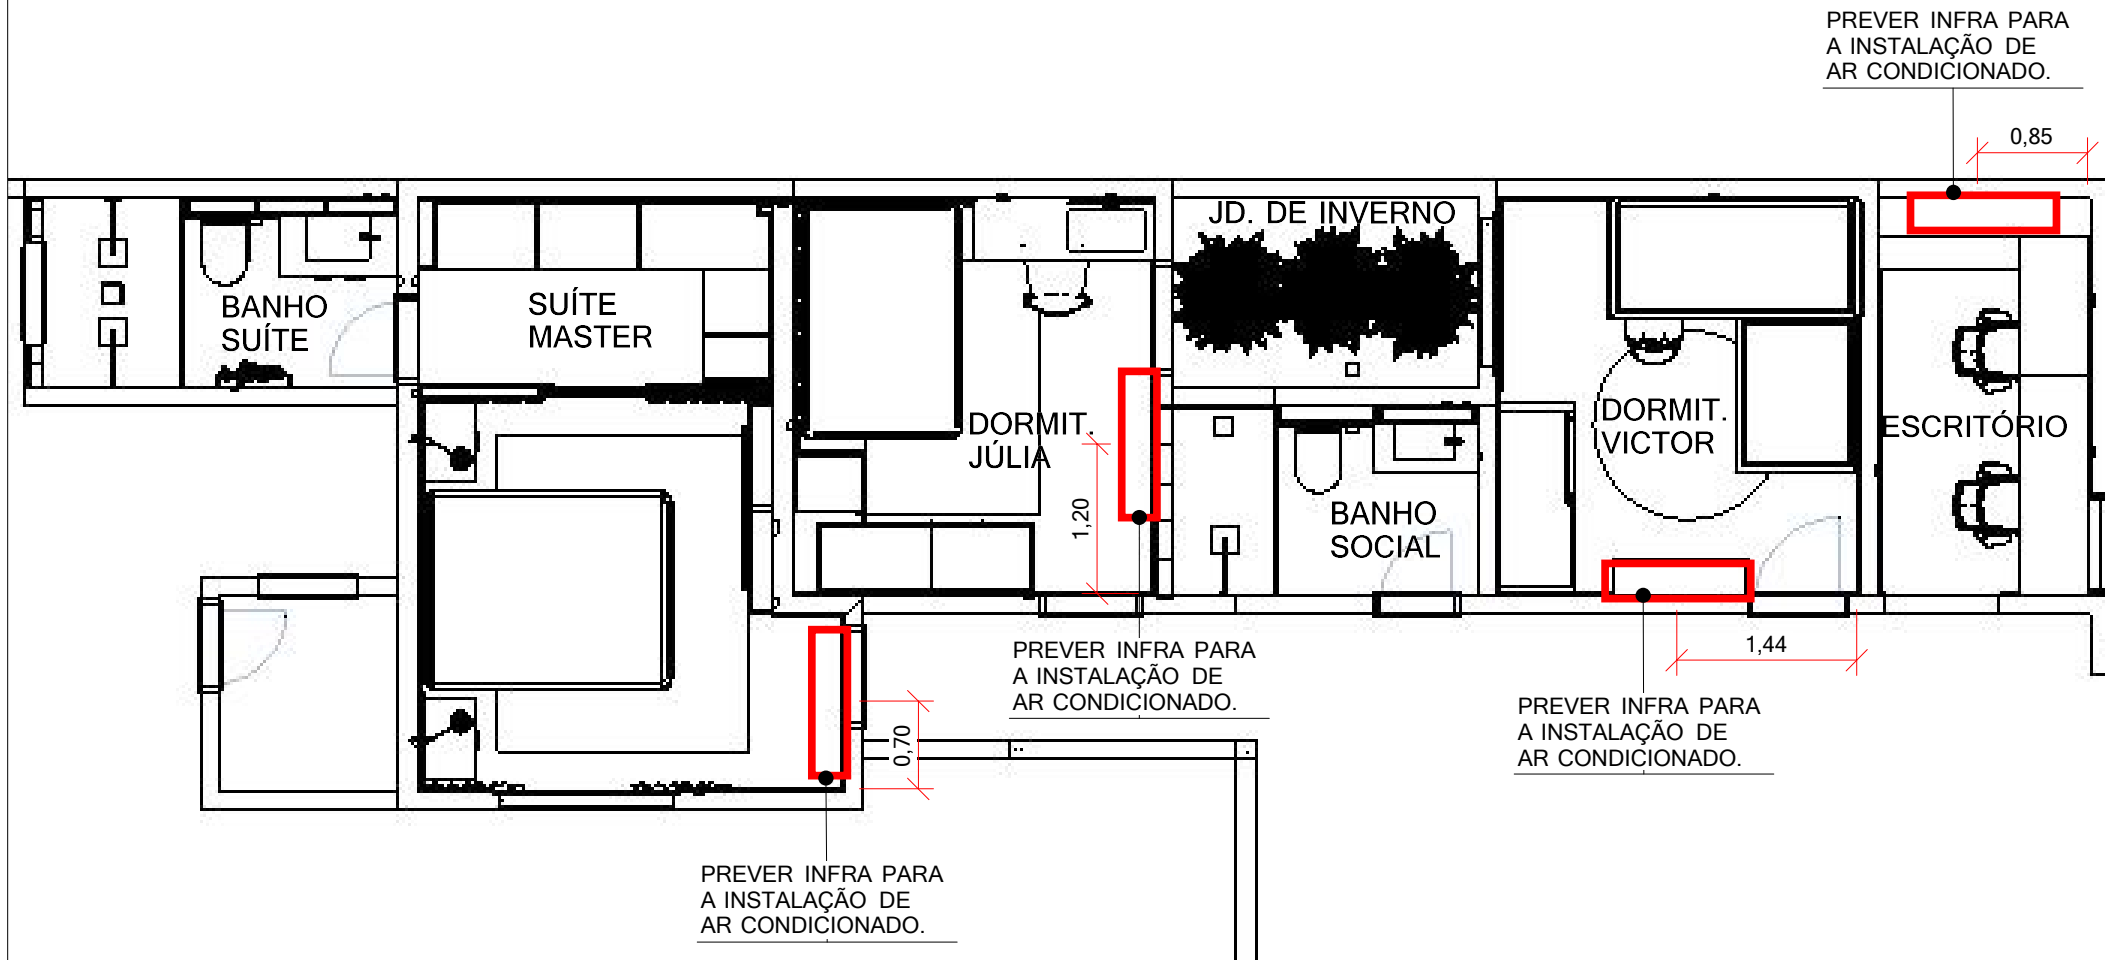 PREVER INFRA PARA
A INSTALAÇÃO DE
AR CONDICIONADO.
0,85
JD. DE INVERNO
BANHO
SUÍTE
SUÍTE
MASTER
DORMIT.
JÚLIA
DORMIT.
VICTOR
ESCRITÓRIO
1,20
BANHO
SOCIAL
PREVER INFRA PARA
A INSTALAÇÃO DE
AR CONDICIONADO.
1,44
PREVER INFRA PARA
A INSTALAÇÃO DE
AR CONDICIONADO.
0,70
PREVER INFRA PARA
A INSTALAÇÃO DE
AR CONDICIONADO.